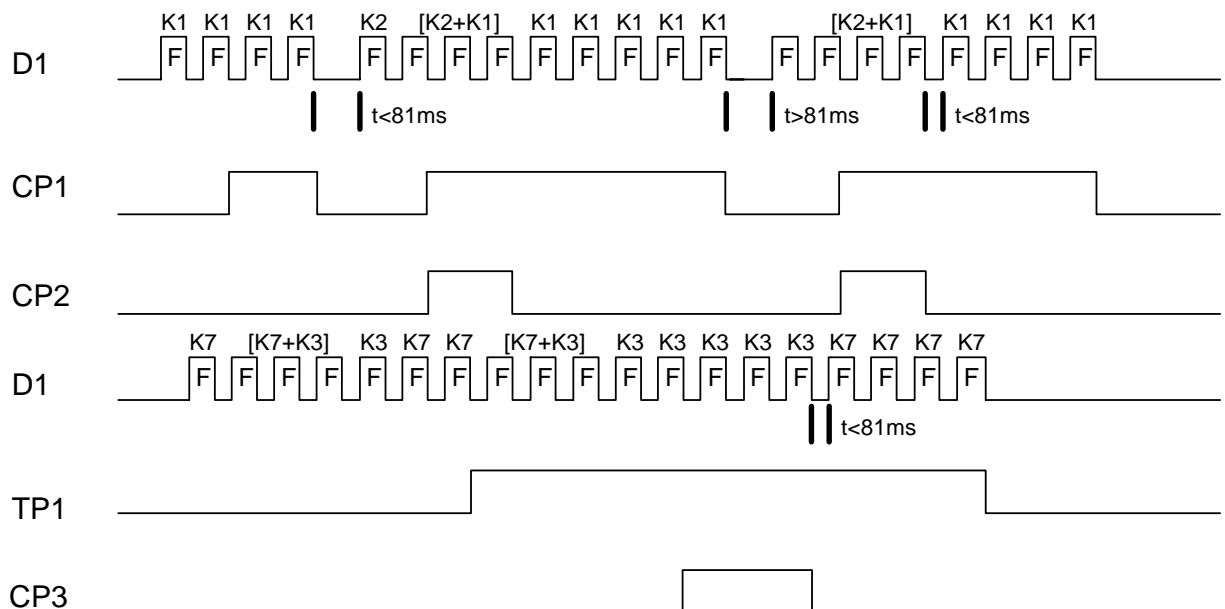 K1 K1 K1 K1 K2 [K2+K1] K1 K1 K1 K1 K1 [K2+K1] K1 K1 K1 K1
D1 F F F F F F F F F F F F F F F F F F F F F
t<81ms t>81ms t<81ms
CP1
CP2
K7 [K7+K3] K3 K7 K7 [K7+K3] K3 K3 K3 K3 K3 K7 K7 K7 K7
D1 F F F F F F F F F F F F F F F F F F F
t<81ms
TP1
CP3